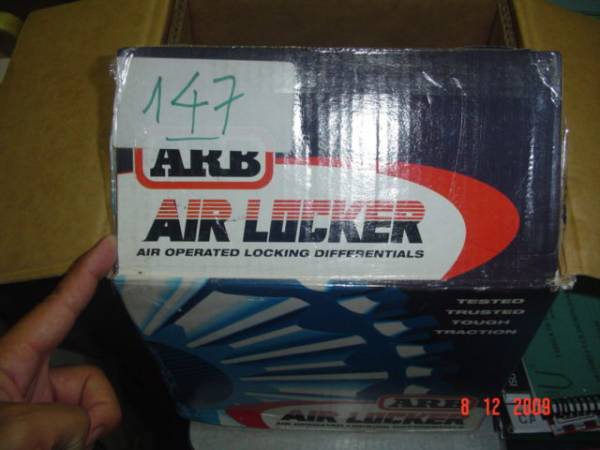 147
ARB
AIR LOCKER
AIR OPERATED LOCKING DIFFERENTIALS
TESTED
TRUSTED
TOUGH
TRACTION
ARB
AIR LOCKER
8 12 2009